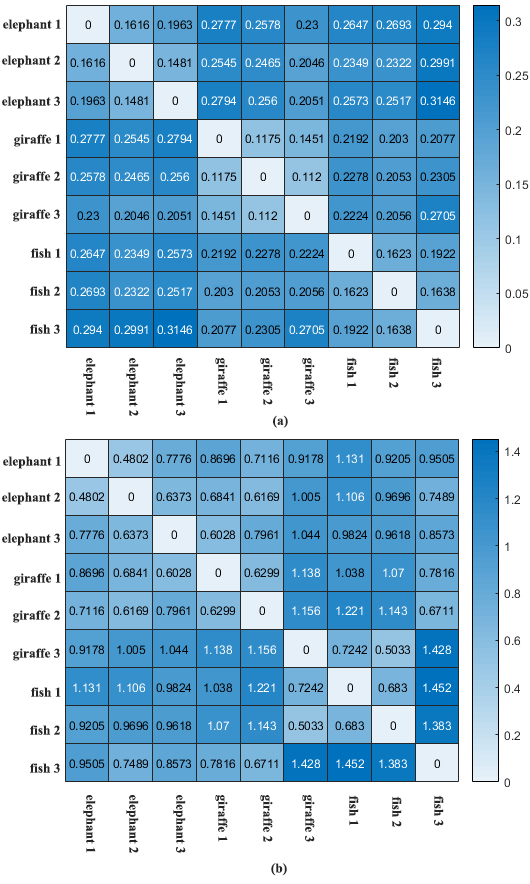 elephant 1 0 0.1616 0.1963 0.2777 0.2578 0.23 0.2647 0.2693 0.294
elephant 2 0.1616 0 0.1481 0.2545 0.2465 0.2046 0.2349 0.2322 0.2991
elephant 3 0.1963 0.1481 0 0.2794 0.256 0.2051 0.2573 0.2517 0.3146
giraffe 1 0.2777 0.2545 0.2794 0 0.1175 0.1451 0.2192 0.203 0.2077
giraffe 2 0.2578 0.2465 0.256 0.1175 0 0.112 0.2278 0.2053 0.2305
giraffe 3 0.23 0.2046 0.2051 0.1451 0.112 0 0.2224 0.2056 0.2705
fish 1 0.2647 0.2349 0.2573 0.2192 0.2278 0.2224 0 0.1623 0.1922
fish 2 0.2693 0.2322 0.2517 0.203 0.2053 0.2056 0.1623 0 0.1638
fish 3 0.294 0.2991 0.3146 0.2077 0.2305 0.2705 0.1922 0.1638 0
elephant 1 elephant 2 elephant 3 giraffe 1 giraffe 2 giraffe 3 fish 1 fish 2 fish 3
0.3
0.25
0.2
0.15
0.1
0.05
0
(a)
elephant 1 0 0.4802 0.7776 0.8696 0.7116 0.9178 1.131 0.9205 0.9505
elephant 2 0.4802 0 0.6373 0.6841 0.6169 1.005 1.106 0.9696 0.7489
elephant 3 0.7776 0.6373 0 0.6028 0.7961 1.044 0.9824 0.9618 0.8573
giraffe 1 0.8696 0.6841 0.6028 0 0.6299 1.138 1.038 1.07 0.7816
giraffe 2 0.7116 0.6169 0.7961 0.6299 0 1.156 1.221 1.143 0.6711
giraffe 3 0.9178 1.005 1.044 1.138 1.156 0 0.7242 0.5033 1.428
fish 1 1.131 1.106 0.9824 1.038 1.221 0.7242 0 0.683 1.452
fish 2 0.9205 0.9696 0.9618 1.07 1.143 0.5033 0.683 0 1.383
fish 3 0.9505 0.7489 0.8573 0.7816 0.6711 1.428 1.452 1.383 0
elephant 1 elephant 2 elephant 3 giraffe 1 giraffe 2 giraffe 3 fish 1 fish 2 fish 3
1.4
1.2
1
0.8
0.6
0.4
0.2
0
(b)